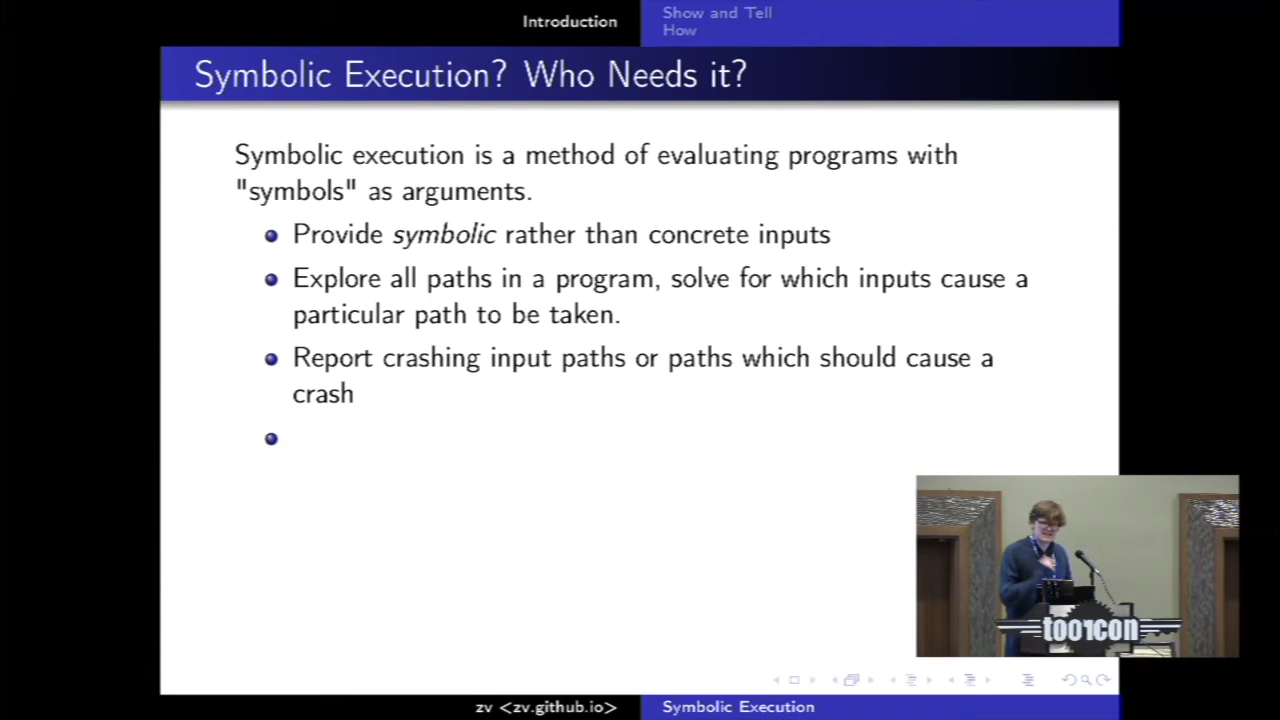 Introduction
Show and Tell
How
Symbolic Execution? Who Needs it?
Symbolic execution is a method of evaluating programs with
"symbols" as arguments.
Provide symbolic rather than concrete inputs
Explore all paths in a program, solve for which inputs cause a
particular path to be taken.
Report crashing input paths or paths which should cause a
crash
toorcon
zv <zv.github.io>
Symbolic Execution